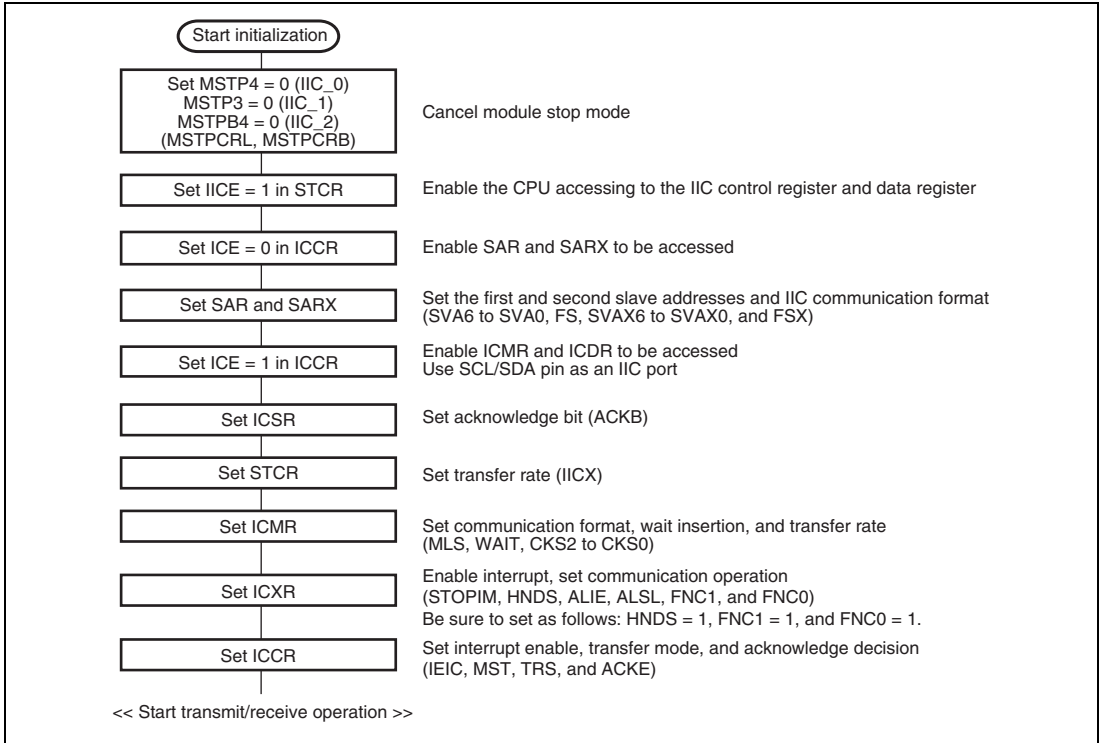 Start initialization
Set MSTP4 = 0 (IIC_0)
MSTP3 = 0 (IIC_1)
MSTPB4 = 0 (IIC_2)
(MSTPCRL, MSTPCRB)
Cancel module stop mode
Set IICE = 1 in STCR
Enable the CPU accessing to the IIC control register and data register
Set ICE = 0 in ICCR
Enable SAR and SARX to be accessed
Set SAR and SARX
Set the first and second slave addresses and IIC communication format
(SVA6 to SVA0, FS, SVAX6 to SVAX0, and FSX)
Set ICE = 1 in ICCR
Enable ICMR and ICDR to be accessed
Use SCL/SDA pin as an IIC port
Set ICSR
Set acknowledge bit (ACKB)
Set STCR
Set transfer rate (IICX)
Set ICMR
Set communication format, wait insertion, and transfer rate
(MLS, WAIT, CKS2 to CKS0)
Set ICXR
Enable interrupt, set communication operation
(STOPIM, HNDS, ALIE, ALSL, FNC1, and FNC0)
Be sure to set as follows: HNDS = 1, FNC1 = 1, and FNC0 = 1.
Set ICCR
Set interrupt enable, transfer mode, and acknowledge decision
(IEIC, MST, TRS, and ACKE)
<< Start transmit/receive operation >>